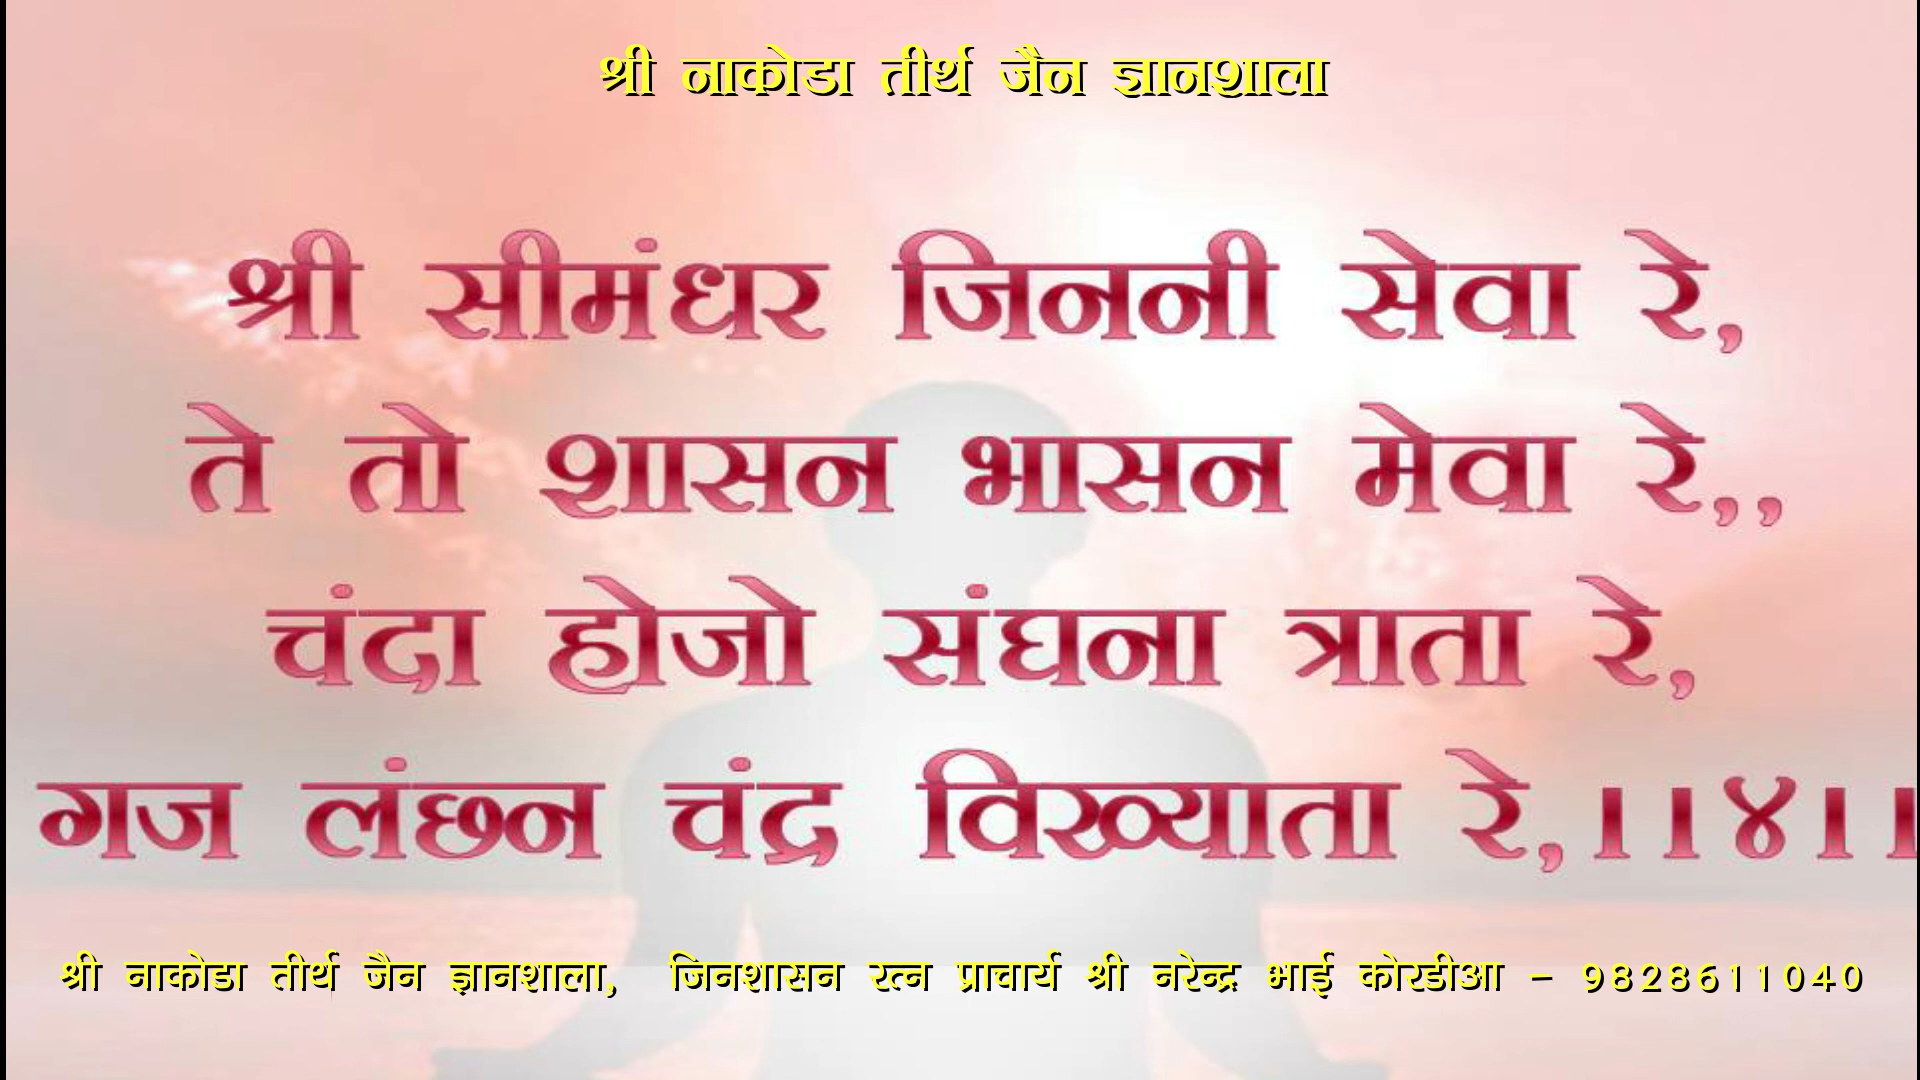 श्री नाकोडा तीर्थ जैन ज्ञानशाला
श्री सीमंधर जिननी सेवा रे,
ते तो शासन भासन मेवा रे,,
चंदा होजो संघना त्राता रे,
गज लंछन चंद्र विख्याता रे,।।४।।
श्री नाकोडा तीर्थ जैन ज्ञानशाला, जिनशासन रत्न प्राचार्य श्री नरेन्द्र भाई कोरडीआ – 9828611040